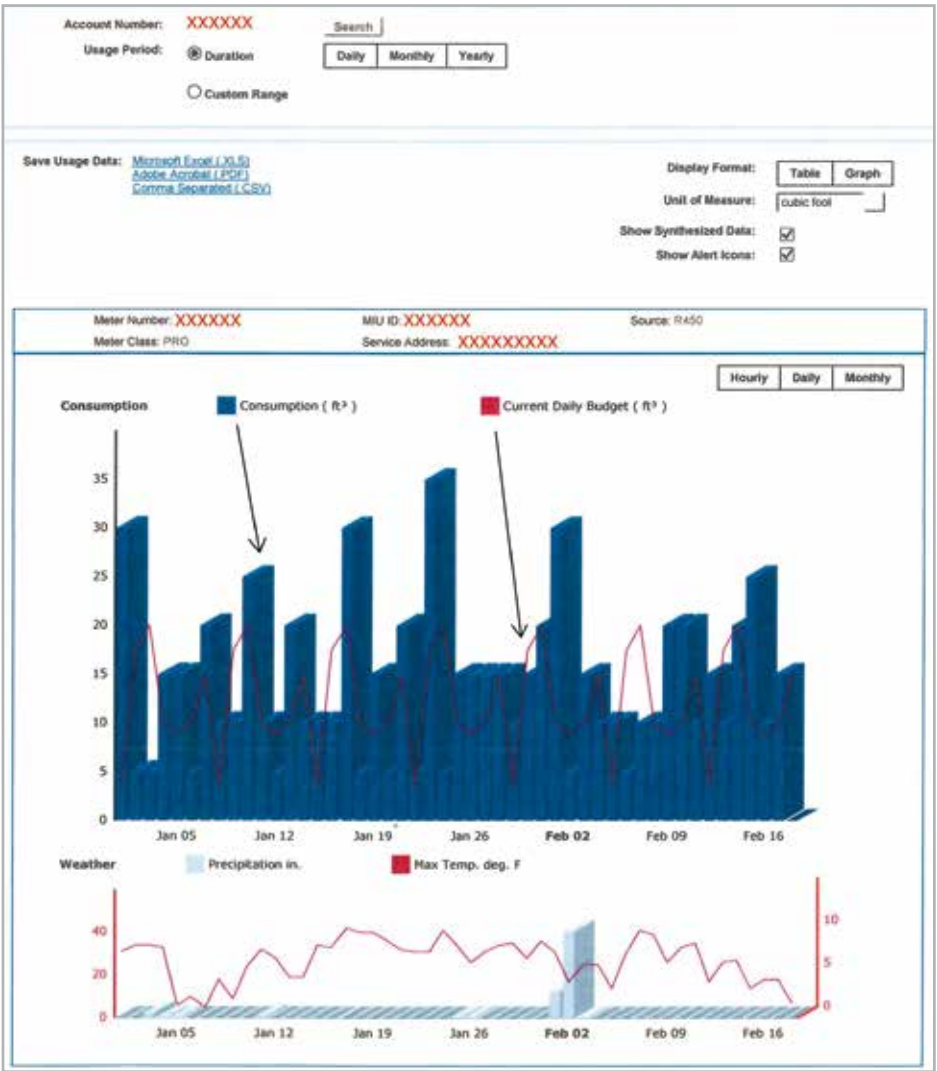 Account Number: XXXXXX Search
Usage Period: Duration Daily Monthly Yearly
Custom Range
Save Usage Data: Microsoft Excel (.XLS)
Adobe Acrobat (.PDF)
Comma Separated (.CSV)
Display Format: Table Graph
Unit of Measure: cubic foot
Show Synthesized Data:
Show Alert Icons:
Meter Number: XXXXXX MIU ID: XXXXXX Source: R450
Meter Class: PRO Service Address: XXXXXXXXX
Hourly Daily Monthly
Consumption Consumption ( ft³ ) Current Daily Budget ( ft³ )
35
30
25
20
15
10
5
0
Jan 05 Jan 12 Jan 19 Jan 26 Feb 02 Feb 09 Feb 16
Weather Precipitation in. Max Temp. deg. F
40 10
20 5
0 0
Jan 05 Jan 12 Jan 19 Jan 26 Feb 02 Feb 09 Feb 16